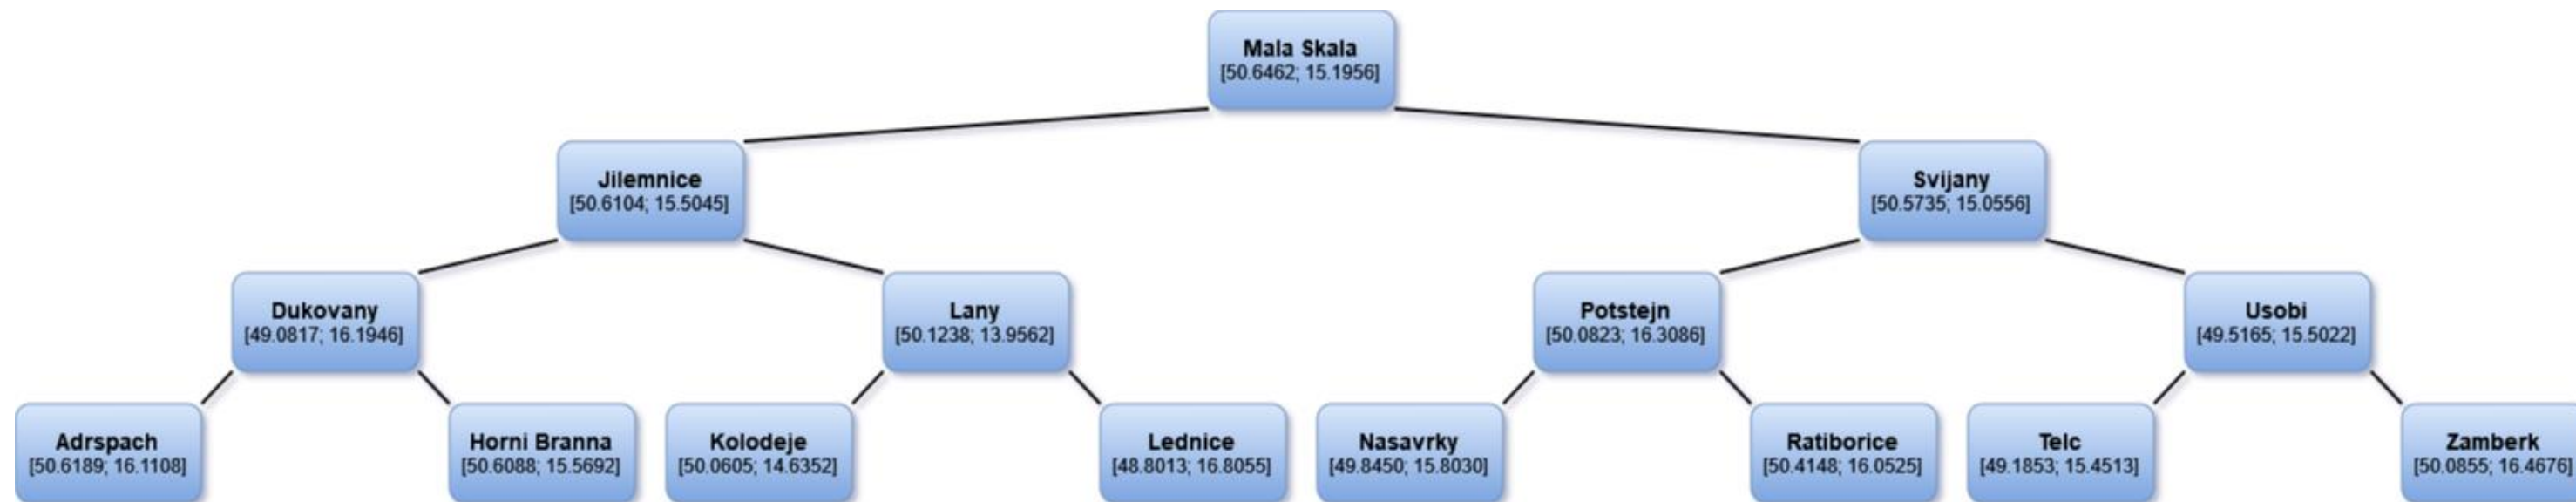 Mala Skala
[50.6462; 15.1956]
Jilemnice
[50.6104; 15.5045]
Svijany
[50.5735; 15.0556]
Dukovany
[49.0817; 16.1946]
Lany
[50.1238; 13.9562]
Potstejn
[50.0823; 16.3086]
Usobi
[49.5165; 15.5022]
Adrspach
[50.6189; 16.1108]
Horni Branna
[50.6088; 15.5692]
Kolodeje
[50.0605; 14.6352]
Lednice
[48.8013; 16.8055]
Nasavrky
[49.8450; 15.8030]
Ratiborice
[50.4148; 16.0525]
Telc
[49.1853; 15.4513]
Zamberk
[50.0855; 16.4676]